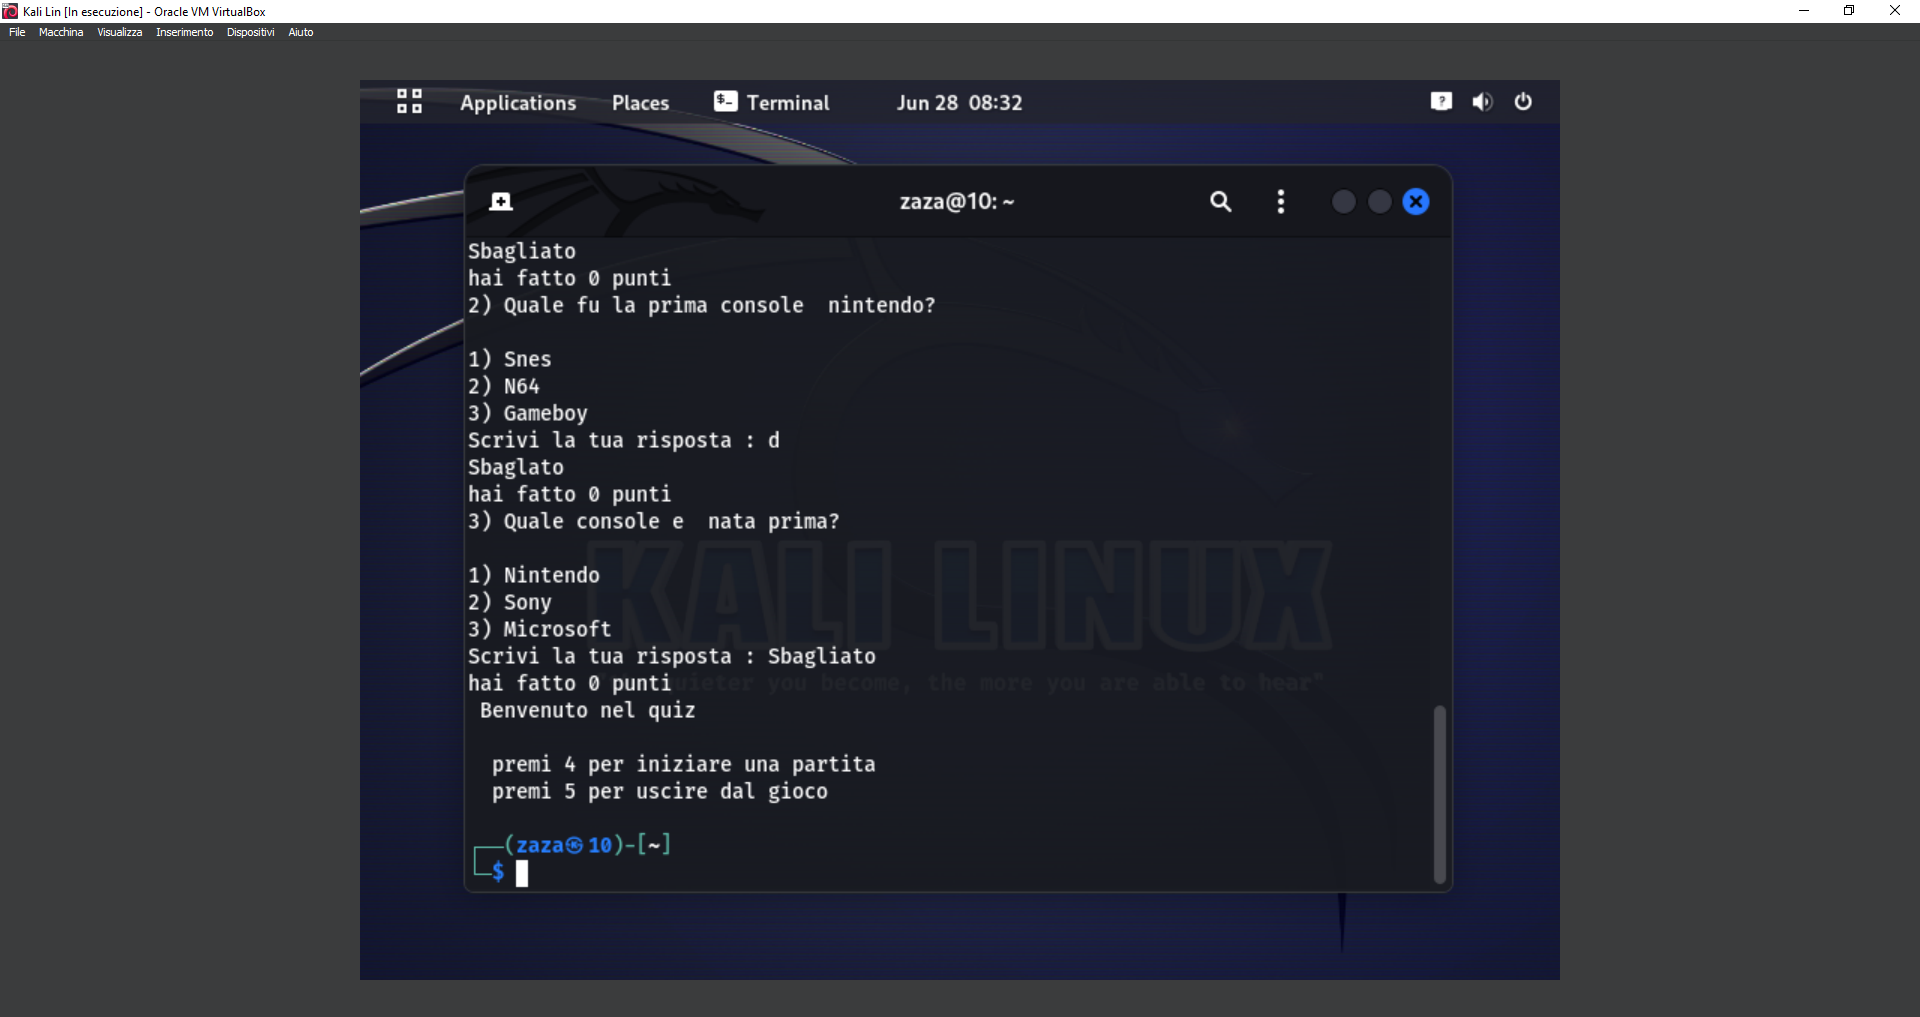 Kali Lin [In esecuzione] - Oracle VM VirtualBox
File Macchina Visualizza Inserimento Dispositivi Aiuto
Applications Places Terminal Jun 28 08:32
zaza@10: ~
Sbagliato
hai fatto 0 punti
2) Quale fu la prima console  nintendo?
1) Snes
2) N64
3) Gameboy
Scrivi la tua risposta : d
Sbaglato
hai fatto 0 punti
3) Quale console e  nata prima?
KALI LINUX
1) Nintendo
2) Sony
3) Microsoft
Scrivi la tua risposta : Sbagliato
hai fatto 0 punti
you become, the more you are able to hear"
Benvenuto nel quiz
premi 4 per iniziare una partita
premi 5 per uscire dal gioco
(zaza㉿10)-[~]
$